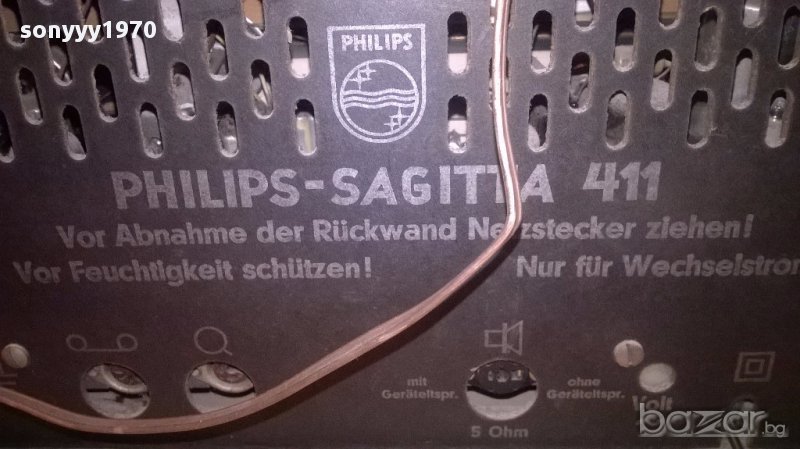 sonyyy1970
PHILIPS
PHILIPS-SAGITTA 411
Vor Abnahme der Rückwand Netzstecker ziehen!
Vor Feuchtigkeit schützen!
Nur für Wechselstrom
mit
Geräteltspr.
ohne
Geräteltspr.
Volt
5 Ohm
bazar.bg